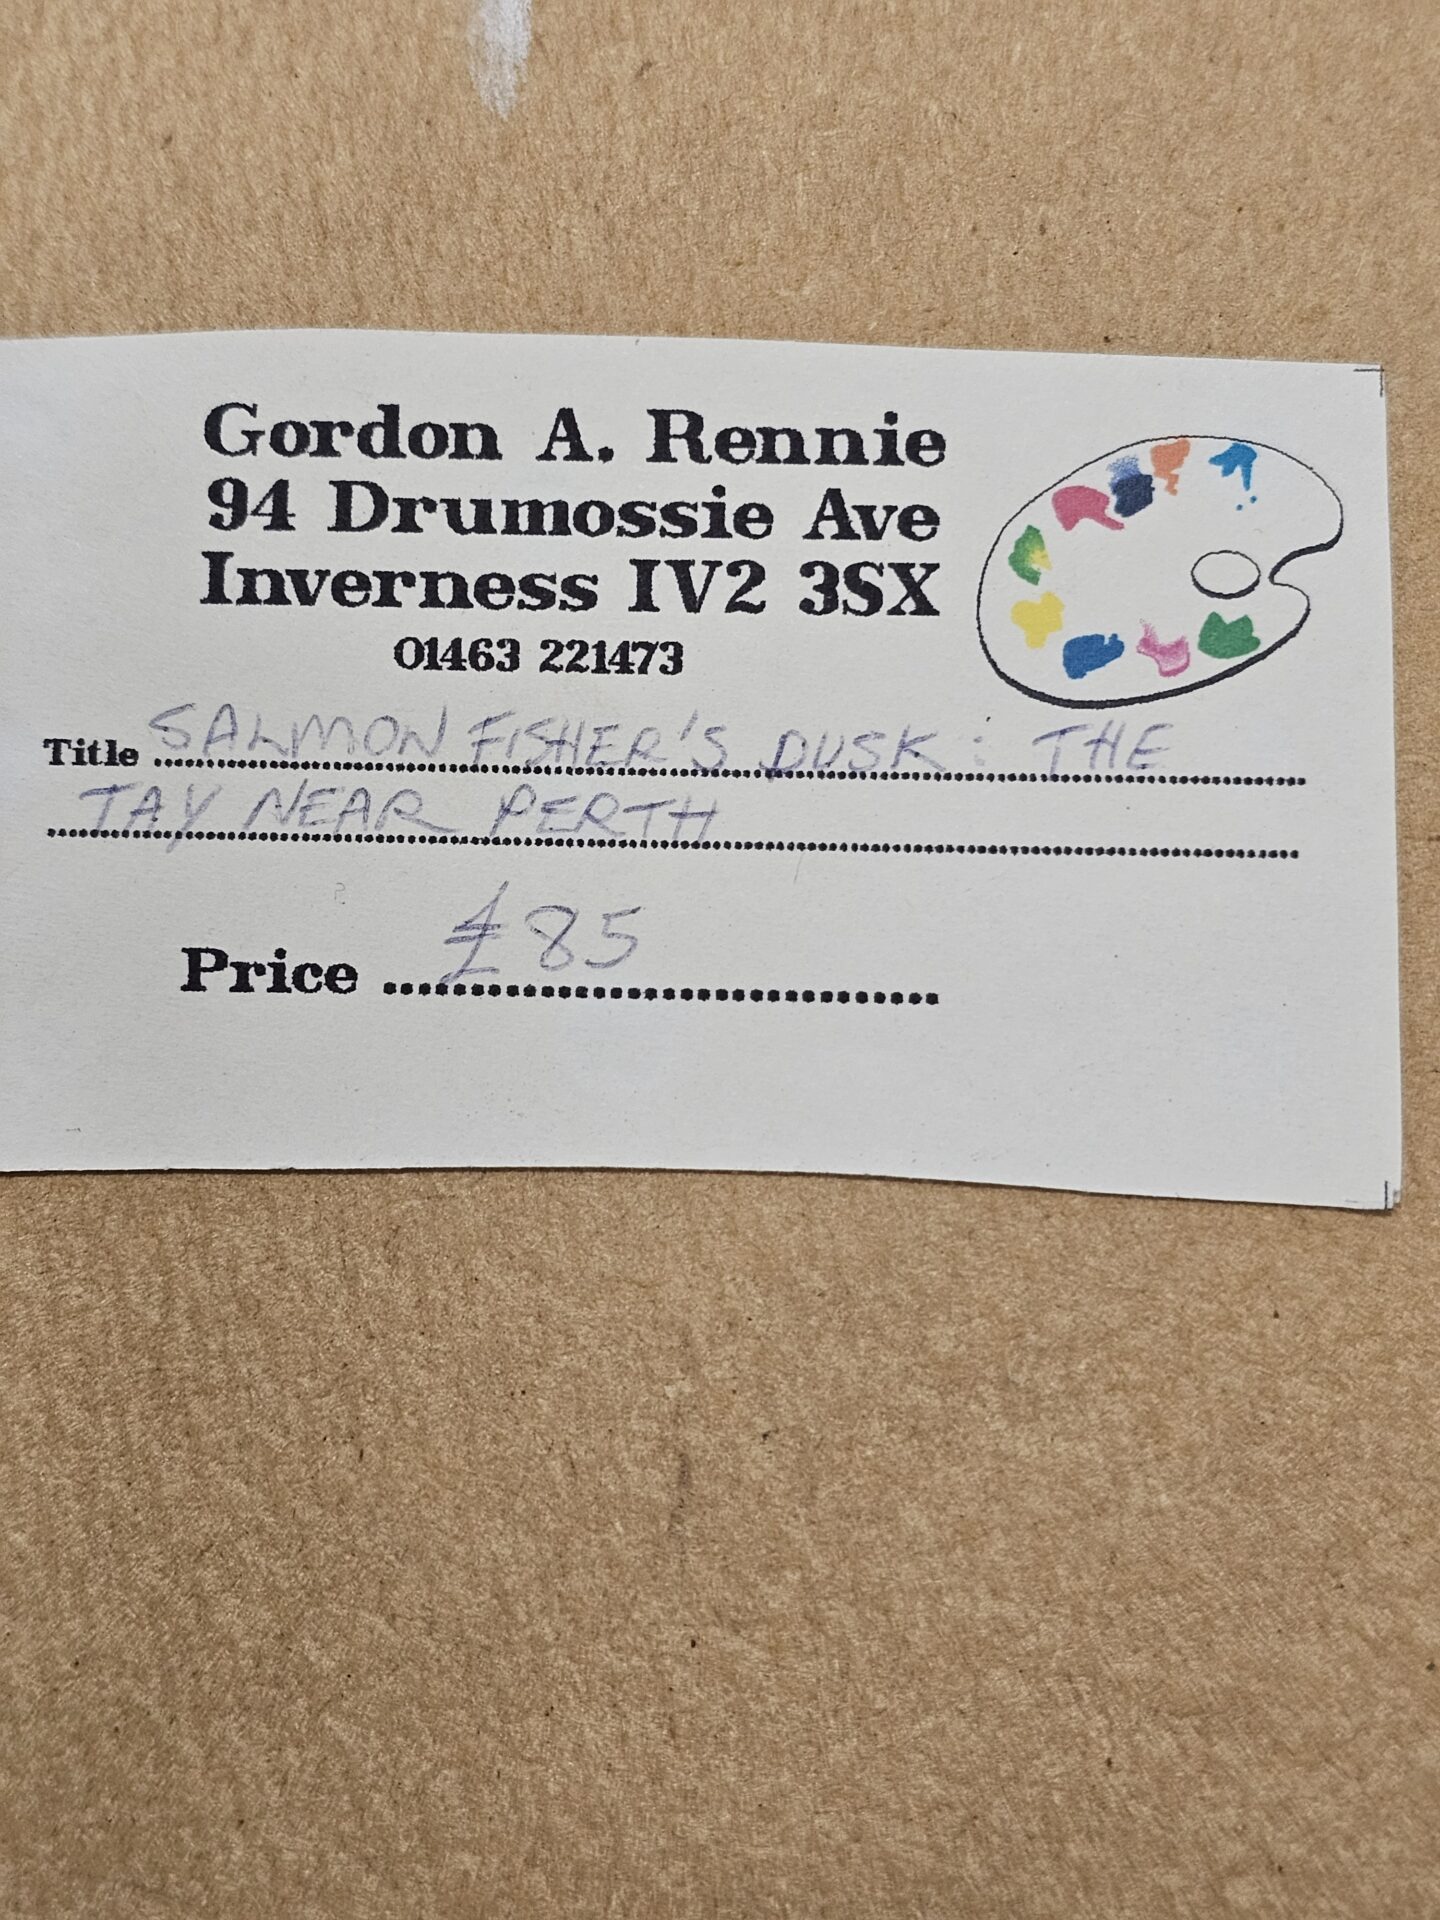 Gordon A. Rennie
94 Drumossie Ave
Inverness IV2 3SX
01463 221473
Title SALMON FISHER'S DUSK: THE
TAY NEAR PERTH
Price £85